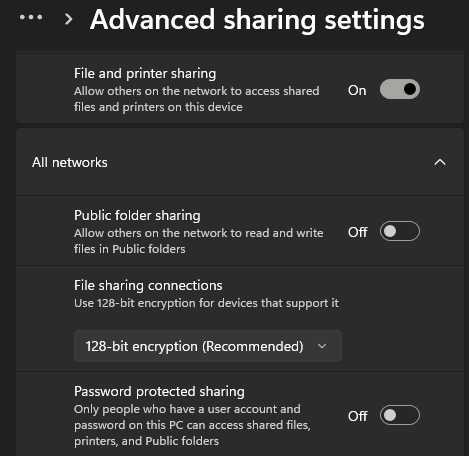 ... > Advanced sharing settings
File and printer sharing
Allow others on the network to access shared
files and printers on this device
On
All networks
Public folder sharing
Allow others on the network to read and write
files in Public folders
Off
File sharing connections
Use 128-bit encryption for devices that support it
128-bit encryption (Recommended)
Password protected sharing
Only people who have a user account and
password on this PC can access shared files,
printers, and Public folders
Off